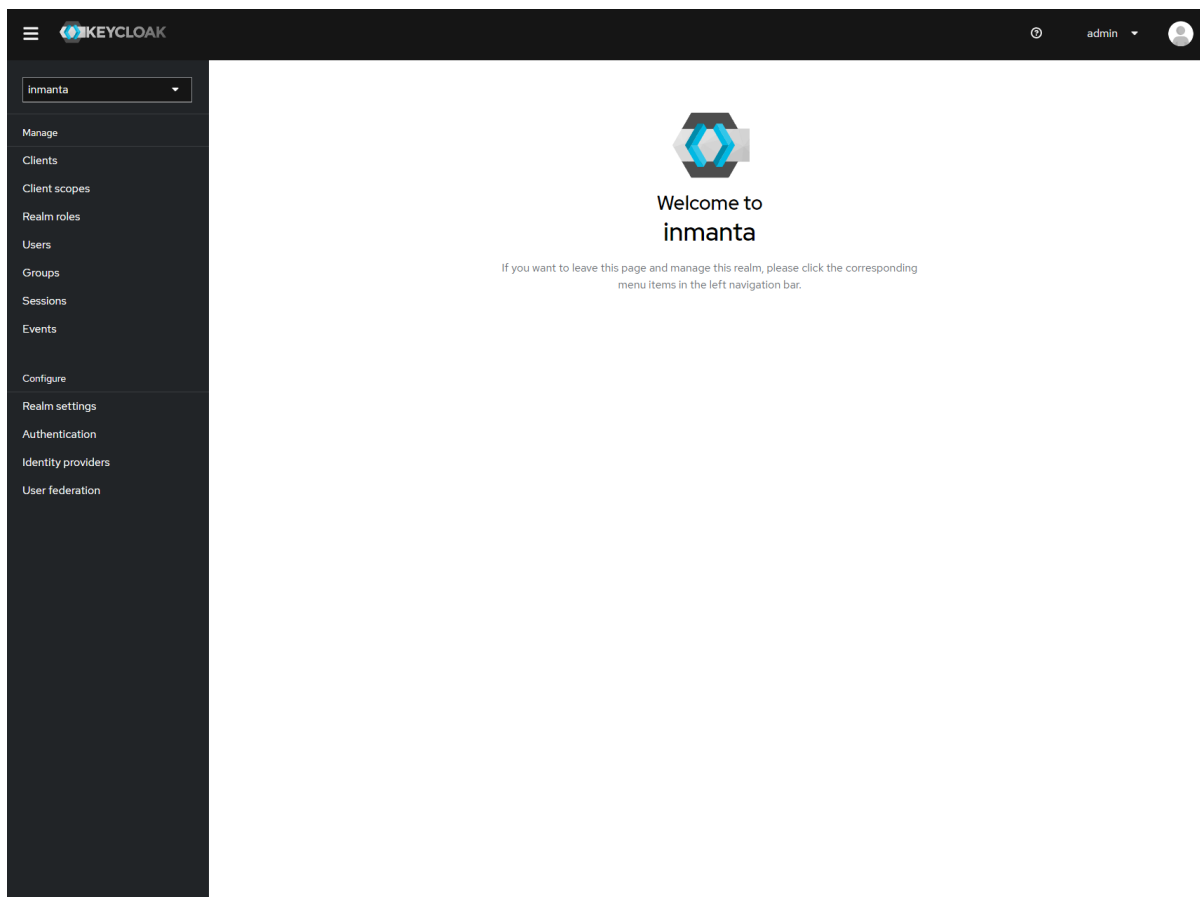 KEYCLOAK
admin
inmanta
Manage
Clients
Client scopes
Realm roles
Users
Groups
Sessions
Events
Configure
Realm settings
Authentication
Identity providers
User federation
Welcome to
inmanta
If you want to leave this page and manage this realm, please click the corresponding
menu items in the left navigation bar.